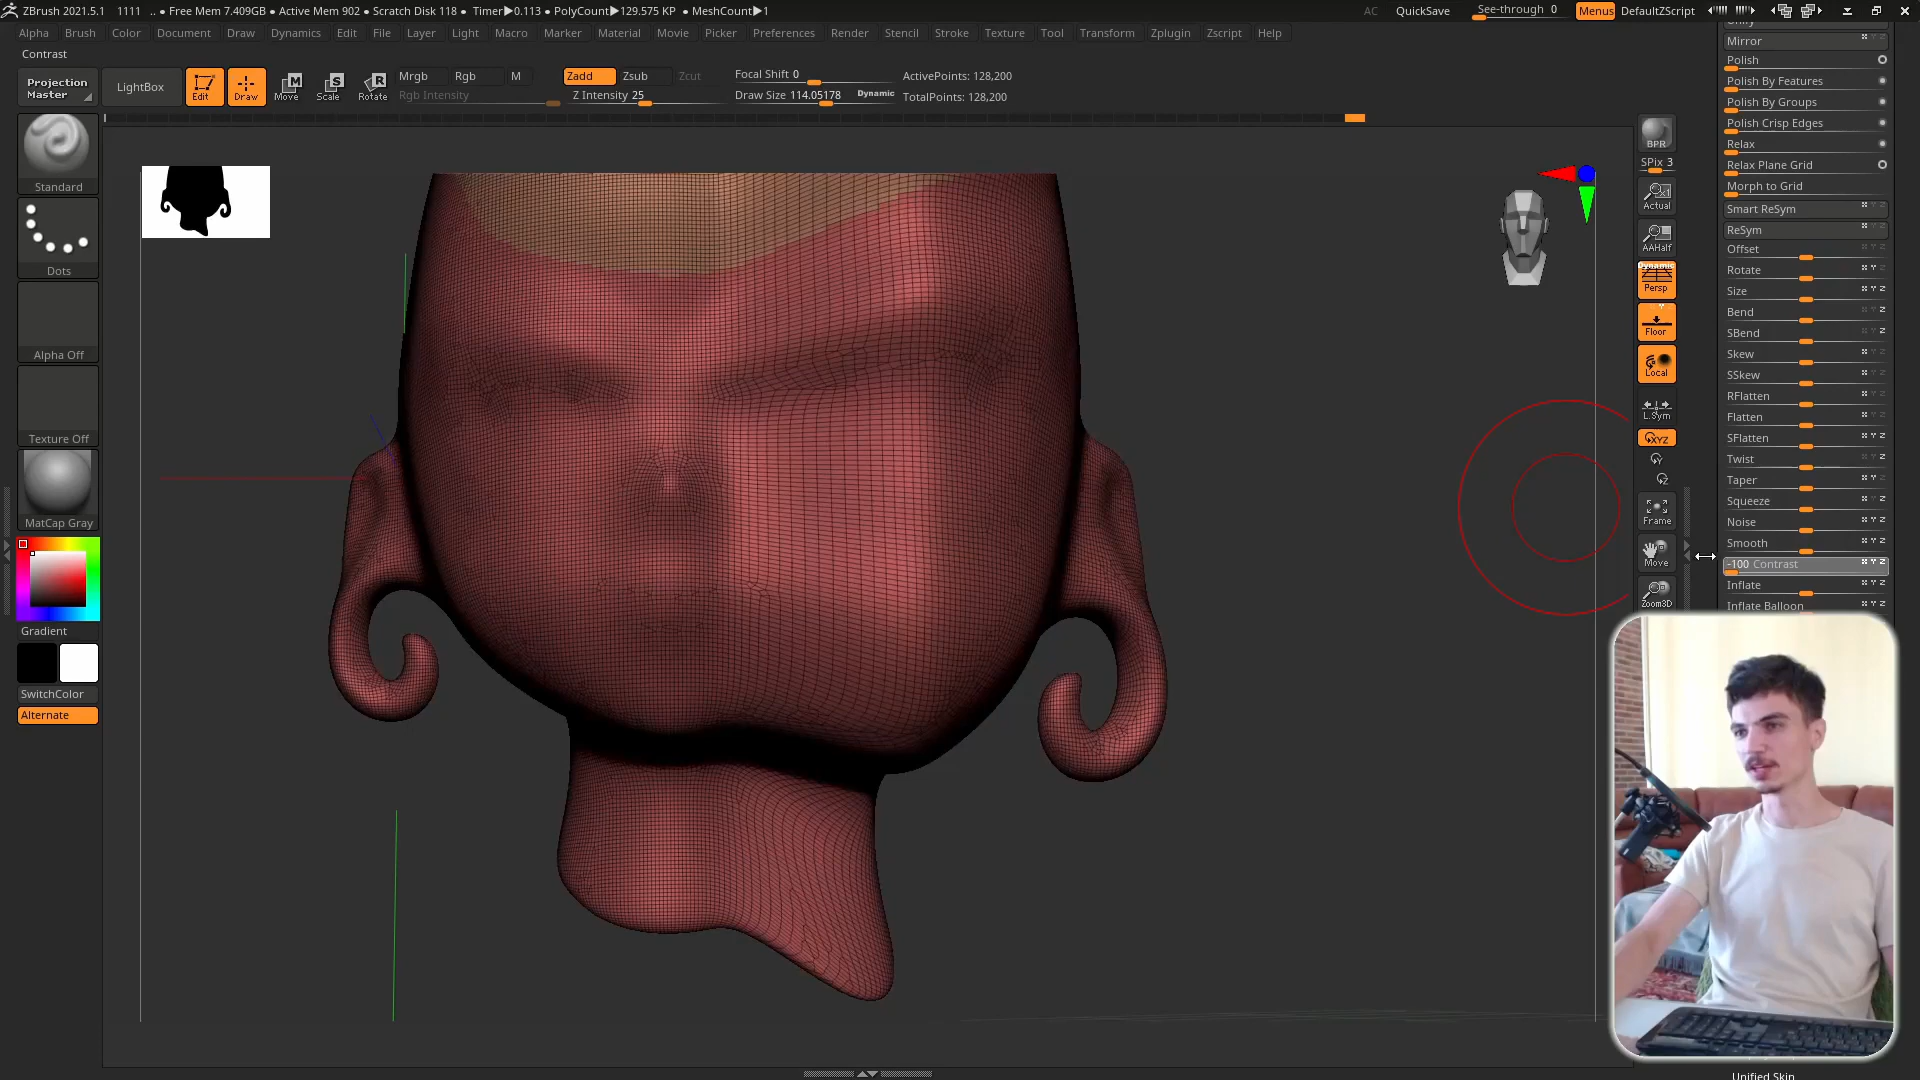 ZBrush 2021.5.1 1111 .. ● Free Mem 7.409GB ● Active Mem 902 ● Scratch Disk 118 ● Timer▶0.113 ● PolyCount▶129.575 KP ● MeshCount▶1
AC QuickSave See-through 0 Menus DefaultZScript
Alpha Brush Color Document Draw Dynamics Edit File Layer Light Macro Marker Material Movie Picker Preferences Render Stencil Stroke Texture Tool Transform Zplugin Zscript Help
Contrast
Projection Master
LightBox
Edit
Draw
Move
Scale
Rotate
Mrgb Rgb M
Rgb Intensity
Zadd Zsub Zcut
Z Intensity 25
Focal Shift 0
Draw Size 114.05178 Dynamic
ActivePoints: 128,200
TotalPoints: 128,200
Standard
Dots
Alpha Off
Texture Off
MatCap Gray
Gradient
SwitchColor
Alternate
BPR
SPix 3
Actual
AAHalf
Dynamic
Persp
Floor
Local
L.Sym
XYZ
Frame
Move
Zoom3D
Mirror
Polish
Polish By Features
Polish By Groups
Polish Crisp Edges
Relax
Relax Plane Grid
Morph to Grid
Smart ReSym
ReSym
Offset
Rotate
Size
Bend
SBend
Skew
SSkew
RFlatten
Flatten
SFlatten
Twist
Taper
Squeeze
Noise
Smooth
-100 Contrast
Inflate
Inflate Balloon
Unified Skin